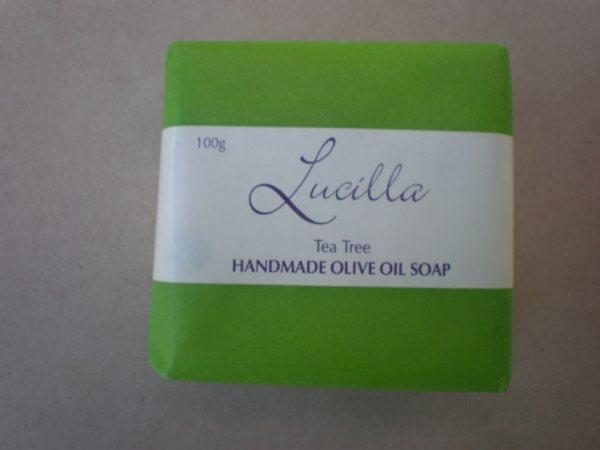 100g
Lucilla
Tea Tree
HANDMADE OLIVE OIL SOAP